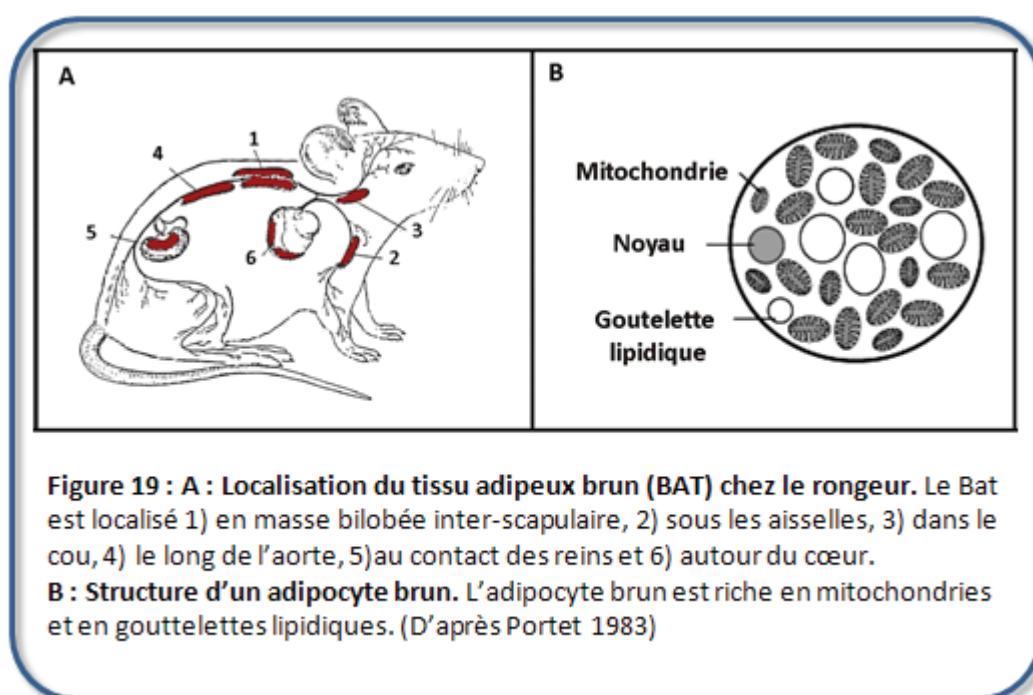 A
1
4
5
6
3
2
B
Mitochondrie
Noyau
Goutelette
lipidique
Figure 19 : A : Localisation du tissu adipeux brun (BAT) chez le rongeur. Le Bat
est localisé 1) en masse bilobée inter-scapulaire, 2) sous les aisselles, 3) dans le
cou, 4) le long de l'aorte, 5)au contact des reins et 6) autour du cœur.
B : Structure d'un adipocyte brun. L'adipocyte brun est riche en mitochondries
et en gouttelettes lipidiques. (D'après Portet 1983)